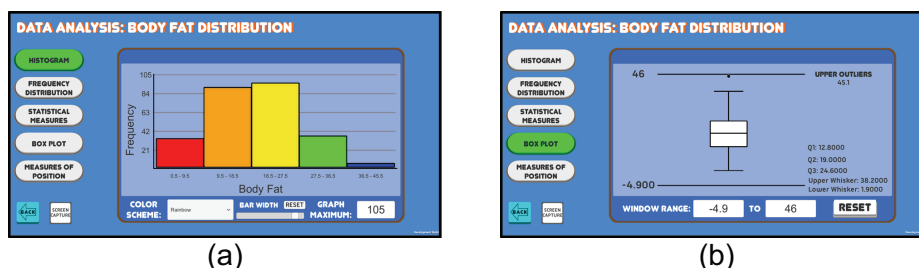 DATA ANALYSIS: BODY FAT DISTRIBUTION
HISTOGRAM
FREQUENCY
DISTRIBUTION
STATISTICAL
MEASURES
BOX PLOT
MEASURES OF
POSITION
BACK
SCREEN
CAPTURE
Frequency
105
84
63
42
21
0.5 - 9.5
9.5 - 18.5
18.5 - 27.5
27.5 - 36.5
36.5 - 45.5
Body Fat
COLOR
SCHEME:
Rainbow
BAR WIDTH RESET
GRAPH
MAXIMUM:
105
(a)
DATA ANALYSIS: BODY FAT DISTRIBUTION
HISTOGRAM
FREQUENCY
DISTRIBUTION
STATISTICAL
MEASURES
BOX PLOT
MEASURES OF
POSITION
BACK
SCREEN
CAPTURE
46
UPPER OUTLIERS
45.1
Q1: 12.8000
Q2: 19.0000
Q3: 24.6000
Upper Whisker: 38.2000
Lower Whisker: 1.9000
-4.900
WINDOW RANGE: -4.9 TO 46 RESET
(b)